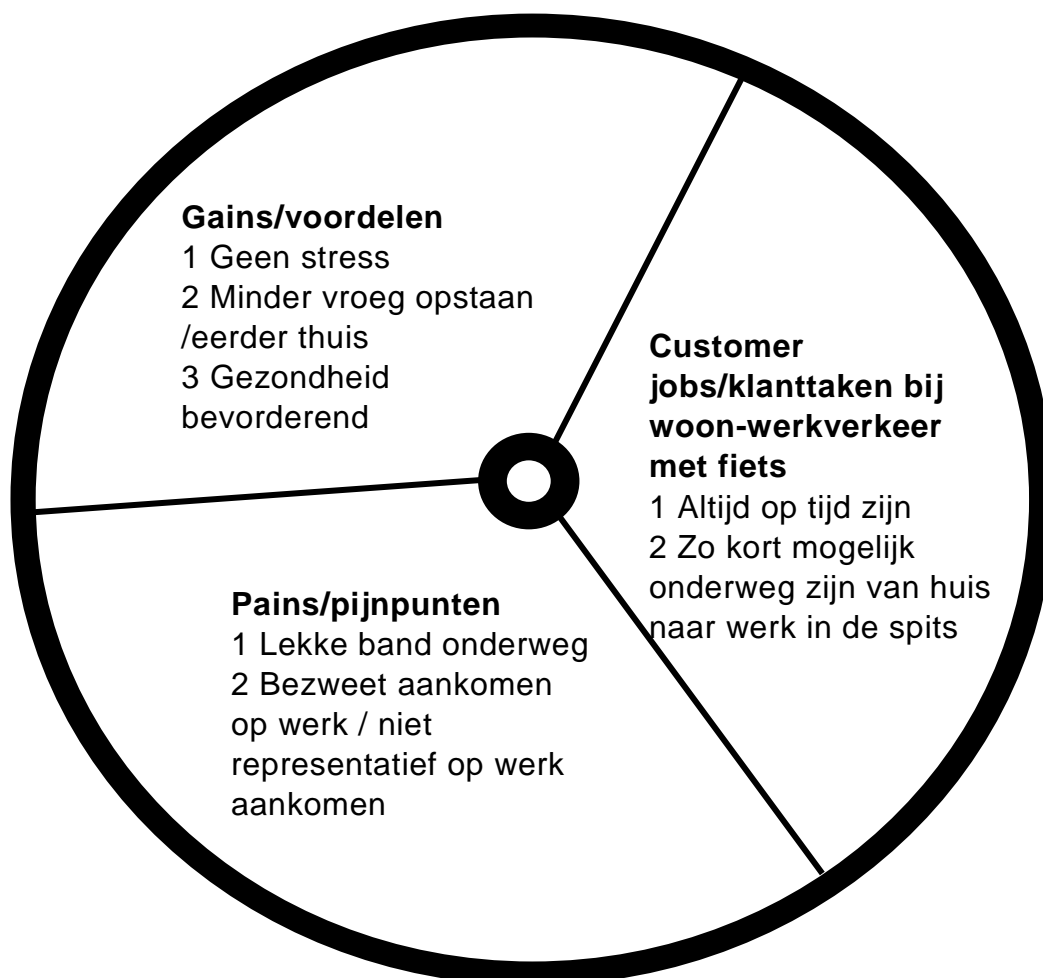 Gains/voordelen
1 Geen stress
2 Minder vroeg opstaan
/eerder thuis
3 Gezondheid
bevorderend
Customer
jobs/klanttaken bij
woon-werkverkeer
met fiets
1 Altijd op tijd zijn
2 Zo kort mogelijk
onderweg zijn van huis
naar werk in de spits
Pains/pijnpunten
1 Lekke band onderweg
2 Bezweet aankomen
op werk / niet
representatief op werk
aankomen